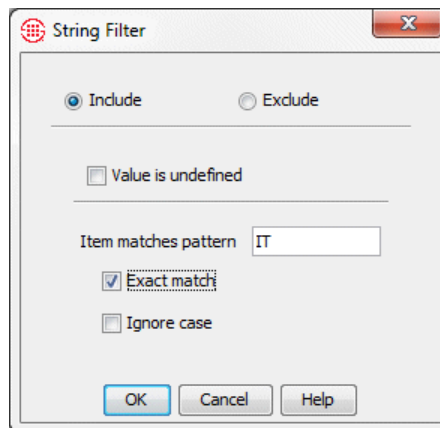 String Filter
Include Exclude
Value is undefined
Item matches pattern IT
Exact match
Ignore case
OK Cancel Help